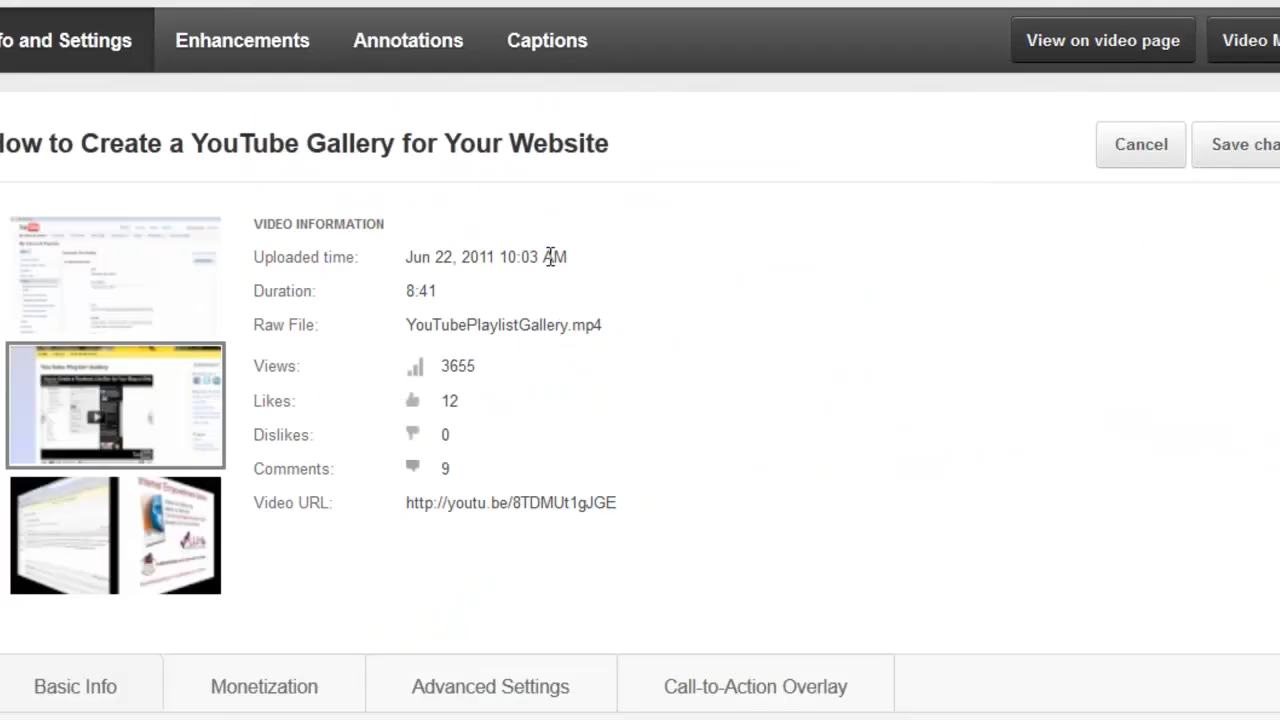 fo and Settings Enhancements Annotations Captions View on video page Video M
How to Create a YouTube Gallery for Your Website Cancel Save cha
VIDEO INFORMATION
Uploaded time: Jun 22, 2011 10:03 AM
Duration: 8:41
Raw File: YouTubePlaylistGallery.mp4
Views: 3655
Likes: 12
Dislikes: 0
Comments: 9
Video URL: http://youtu.be/8TDMUt1gJGE
Basic Info Monetization Advanced Settings Call-to-Action Overlay